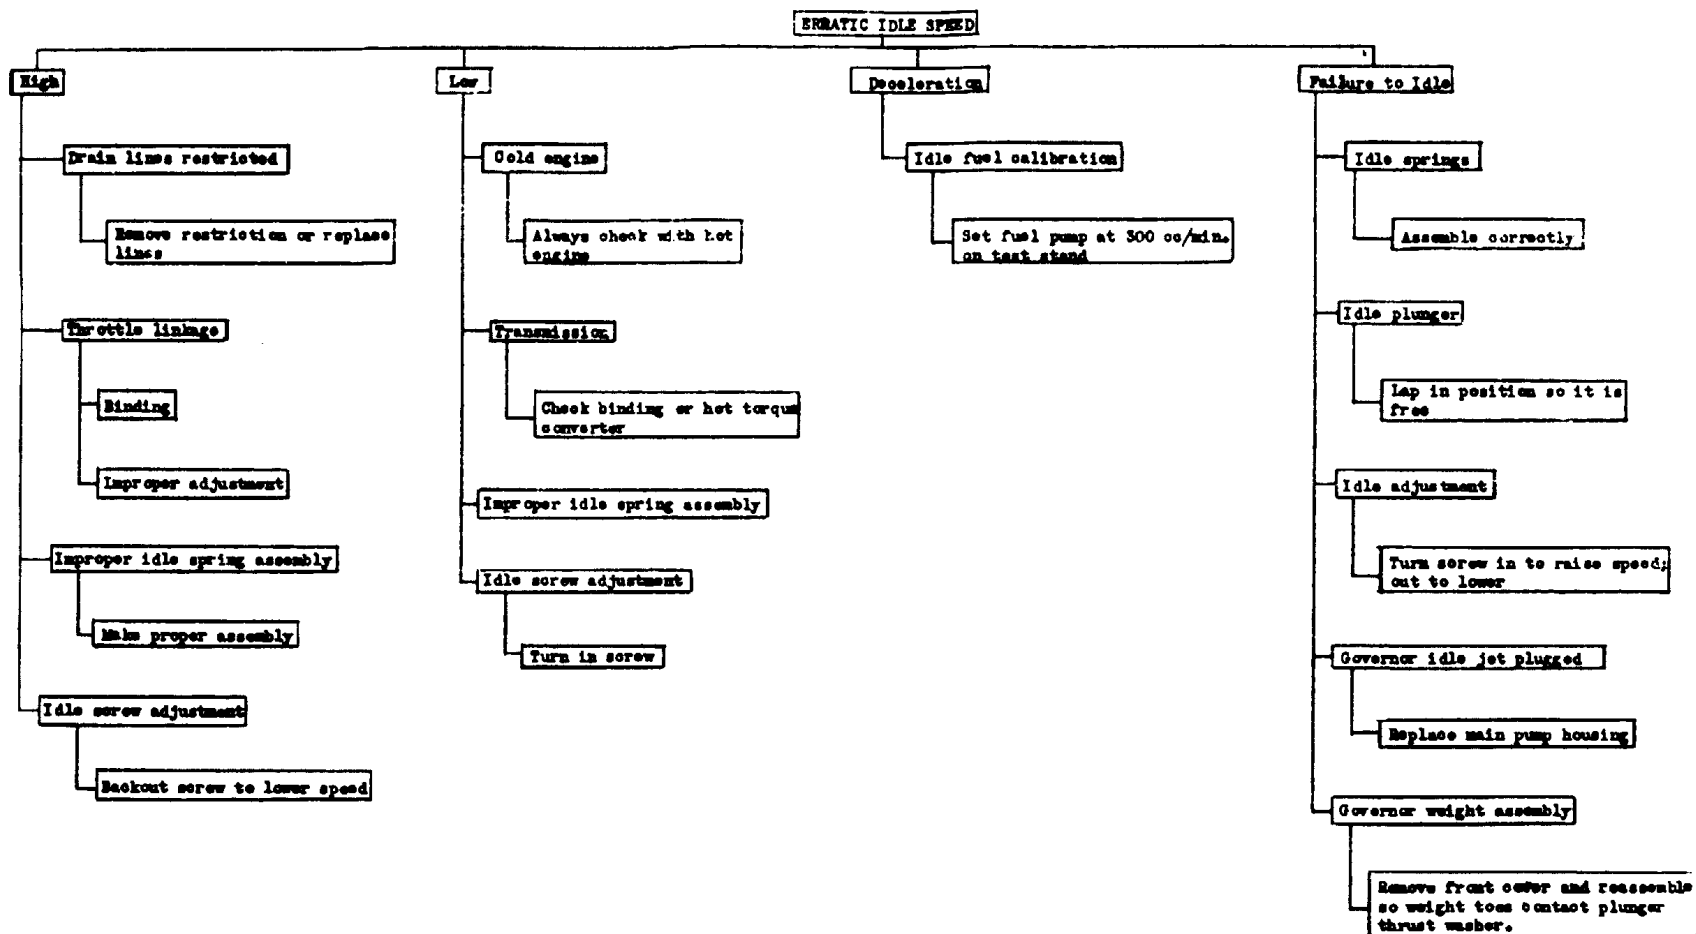 ERRATIC IDLE SPEED
High
Drain lines restricted
Remove restriction or replace
lines
Throttle linkage
Binding
Improper adjustment
Improper idle spring assembly
Make proper assembly
Idle screw adjustment
Backout screw to lower speed
Low
Cold engine
Always check with hot
engine
Transmission
Check binding or hot torque
converter
Improper idle spring assembly
Idle screw adjustment
Turn in screw
Deceleration
Idle fuel calibration
Set fuel pump at 300 cc/min.
on test stand
Failure to Idle
Idle springs
Assemble correctly
Idle plunger
Lap in position so it is
free
Idle adjustment
Turn screw in to raise speed;
out to lower
Governor idle jet plugged
Replace main pump housing
Governor weight assembly
Remove front cover and reassemble
so weight toes contact plunger
thrust washer.